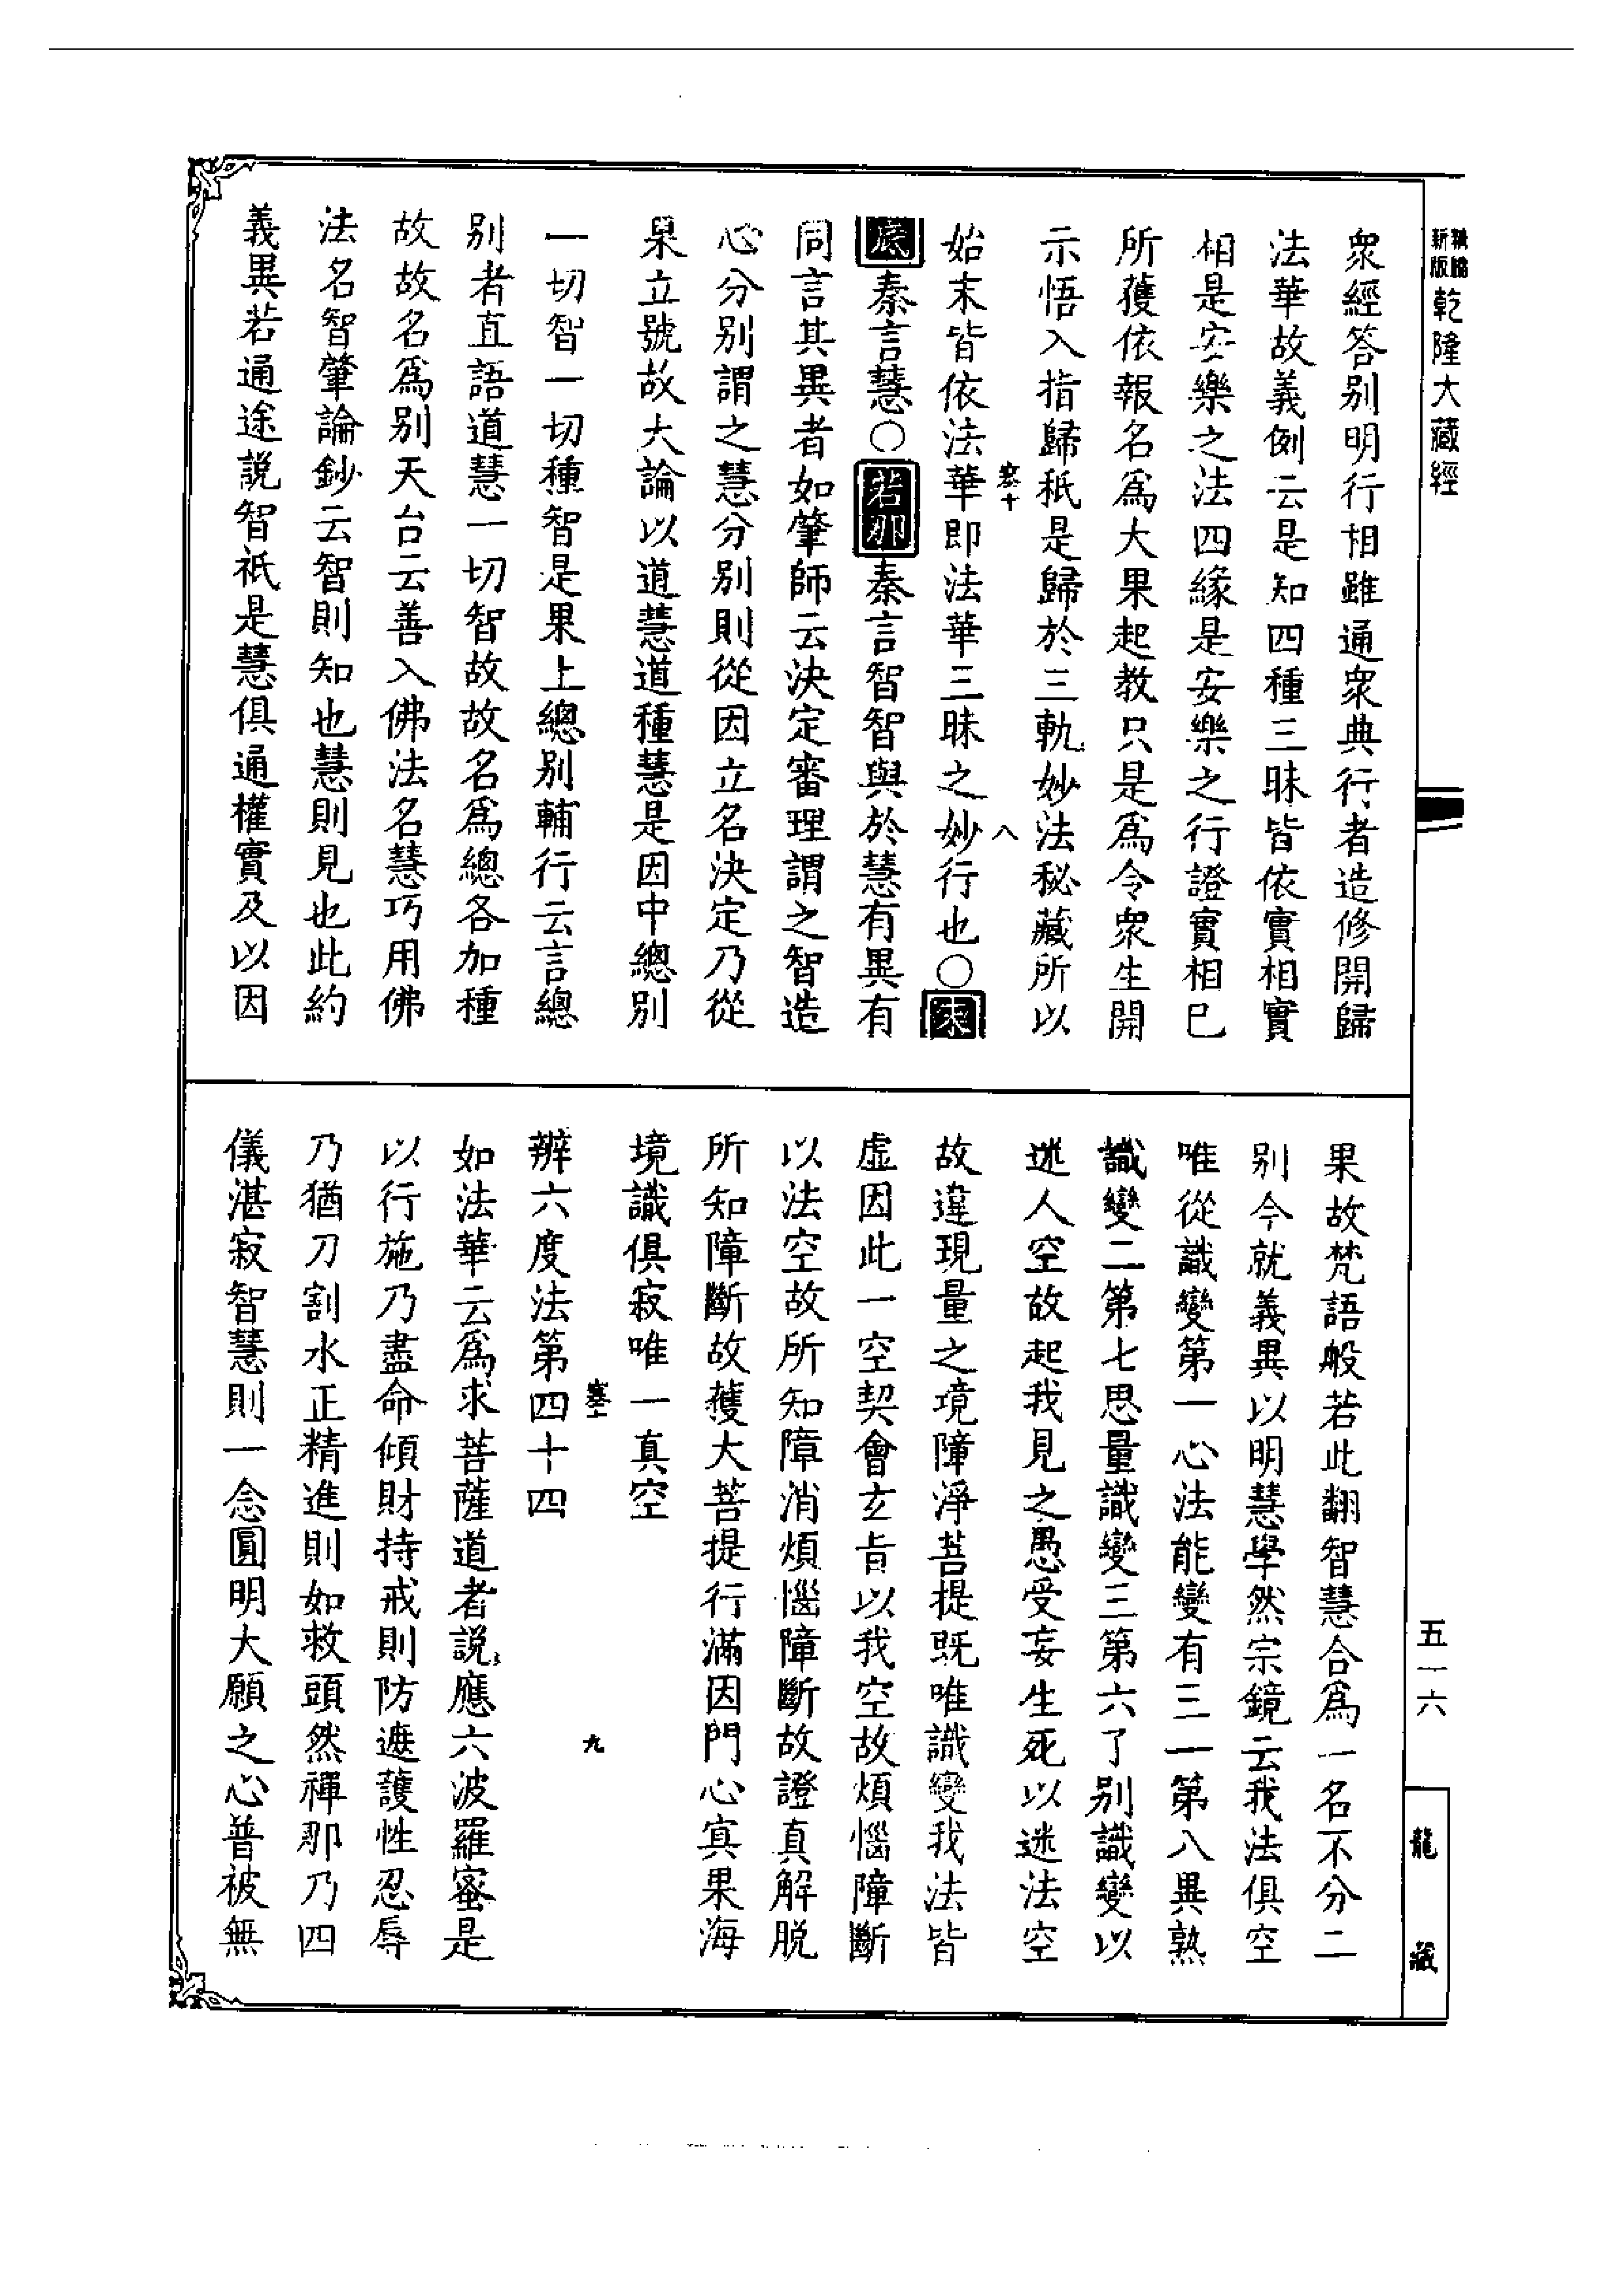 新版
乾隆大藏經
衆經答别明行相雖通衆典行者造修開歸
法華故義例云是知四種三昧皆依實相實
相是安樂之法四緣是安樂之行證實相已
所獲依報名爲大果起教只是爲令衆生開
示悟入指歸秖是歸於三軌妙法秘藏所以
始末皆依法華即法華三昧之妙行也○末
底秦言慧○若那秦言智智與於慧有異有
同言其異者如肇師云決定審理謂之智造
心分别謂之慧分别則從因立名決定乃從
果立號故大論以道慧道種慧是因中總别
一切智一切種智是果上總别輔行云言總
别者直語道慧一切智故故名爲總各加種
故故名爲别天台云善入佛法名慧巧用佛
法名智肇論鈔云智則知也慧則見也此約
義異若通途説智祇是慧俱通權實及以因
八
果故梵語般若此翻智慧合爲一名不分二
别今就義異以明慧學然宗鏡云我法俱空
唯從識變第一心法能變有三一第八異熟
識變二第七思量識變三第六了别識變以
迷人空故起我見之愚受妄生死以迷法空
故違現量之境障淨菩提既唯識變我法皆
虛因此一空契會玄旨以我空故煩惱障斷
以法空故所知障消煩惱障斷故證真解脱
所知障斷故獲大菩提行滿因門心寘果海
境識俱寂唯一真空
九
辨六度法第四十四
如法華云爲求菩薩道者説應六波羅蜜是
以行施乃盡命傾財持戒則防遮護性忍辱
乃猶刀割水正精進則如救頭然禪那乃四
儀湛寂智慧則一念圓明大願之心普被無
五一六
龍藏